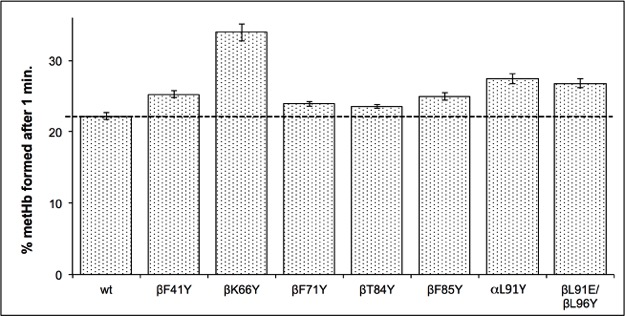 % metHb formed after 1 min.
30
20
10
0
wt βF41Y βK66Y βF71Y βT84Y βF85Y αL91Y βL91E/
βL96Y